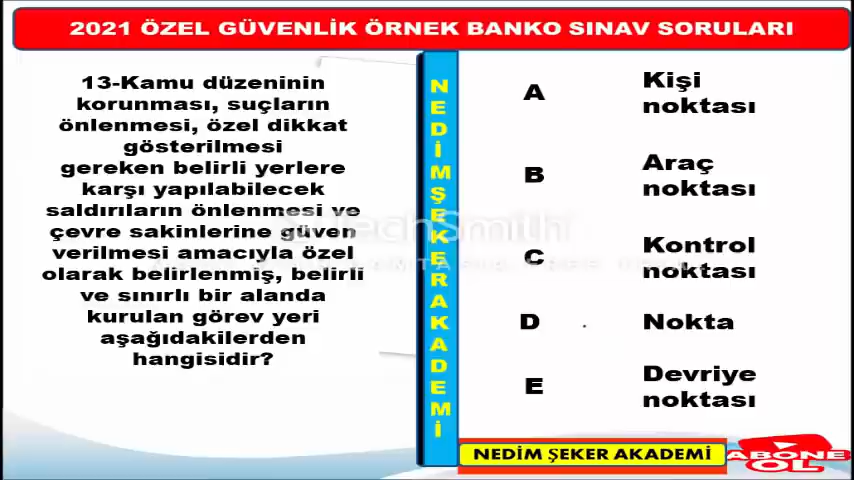 2021 ÖZEL GÜVENLİK ÖRNEK BANKO SINAV SORULARI
13-Kamu düzeninin
korunması, suçların
önlenmesi, özel dikkat
gösterilmesi
gereken belirli yerlere
karşı yapılabilecek
saldırıların önlenmesi ve
çevre sakinlerine güven
verilmesi amacıyla özel
olarak belirlenmiş, belirli
ve sınırlı bir alanda
kurulan görev yeri
aşağıdakilerden
hangisidir?
NEDİMŞEKERAKADEMİ
A Kişi
noktası
B Araç
noktası
C Kontrol
noktası
D Nokta
E Devriye
noktası
TechSmith
NEDİM ŞEKER AKADEMİ
ABONE
OL